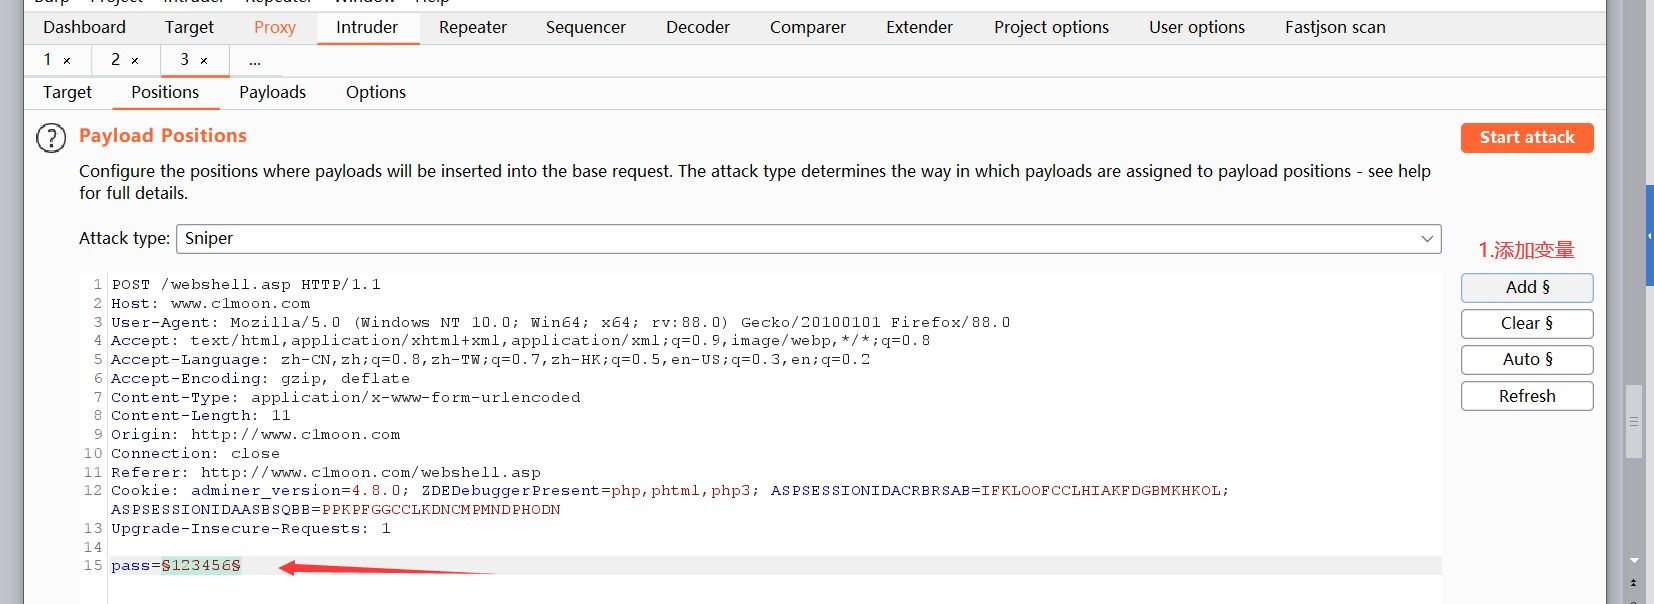 Burp Project Intruder Repeater Window Help
Dashboard Target Proxy Intruder Repeater Sequencer Decoder Comparer Extender Project options User options Fastjson scan
1 × 2 × 3 × ...
Target Positions Payloads Options
? Payload Positions
Start attack
Configure the positions where payloads will be inserted into the base request. The attack type determines the way in which payloads are assigned to payload positions - see help
for full details.
Attack type: Sniper
1.添加变量
Add §
Clear §
Auto §
Refresh
1 POST /webshell.asp HTTP/1.1
2 Host: www.c1moon.com
3 User-Agent: Mozilla/5.0 (Windows NT 10.0; Win64; x64; rv:88.0) Gecko/20100101 Firefox/88.0
4 Accept: text/html,application/xhtml+xml,application/xml;q=0.9,image/webp,*/*;q=0.8
5 Accept-Language: zh-CN,zh;q=0.8,zh-TW;q=0.7,zh-HK;q=0.5,en-US;q=0.3,en;q=0.2
6 Accept-Encoding: gzip, deflate
7 Content-Type: application/x-www-form-urlencoded
8 Content-Length: 11
9 Origin: http://www.c1moon.com
10 Connection: close
11 Referer: http://www.c1moon.com/webshell.asp
12 Cookie: adminer_version=4.8.0; ZDEDebuggerPresent=php,phtml,php3; ASPSESSIONIDACRBRSAB=IFKLOOFCCLHIAKFDGBMKHKOL;
ASPSESSIONIDAASBSQBB=PPKPFGGCCLKDNCMPMNDPHODN
13 Upgrade-Insecure-Requests: 1
14
15 pass=§123456§